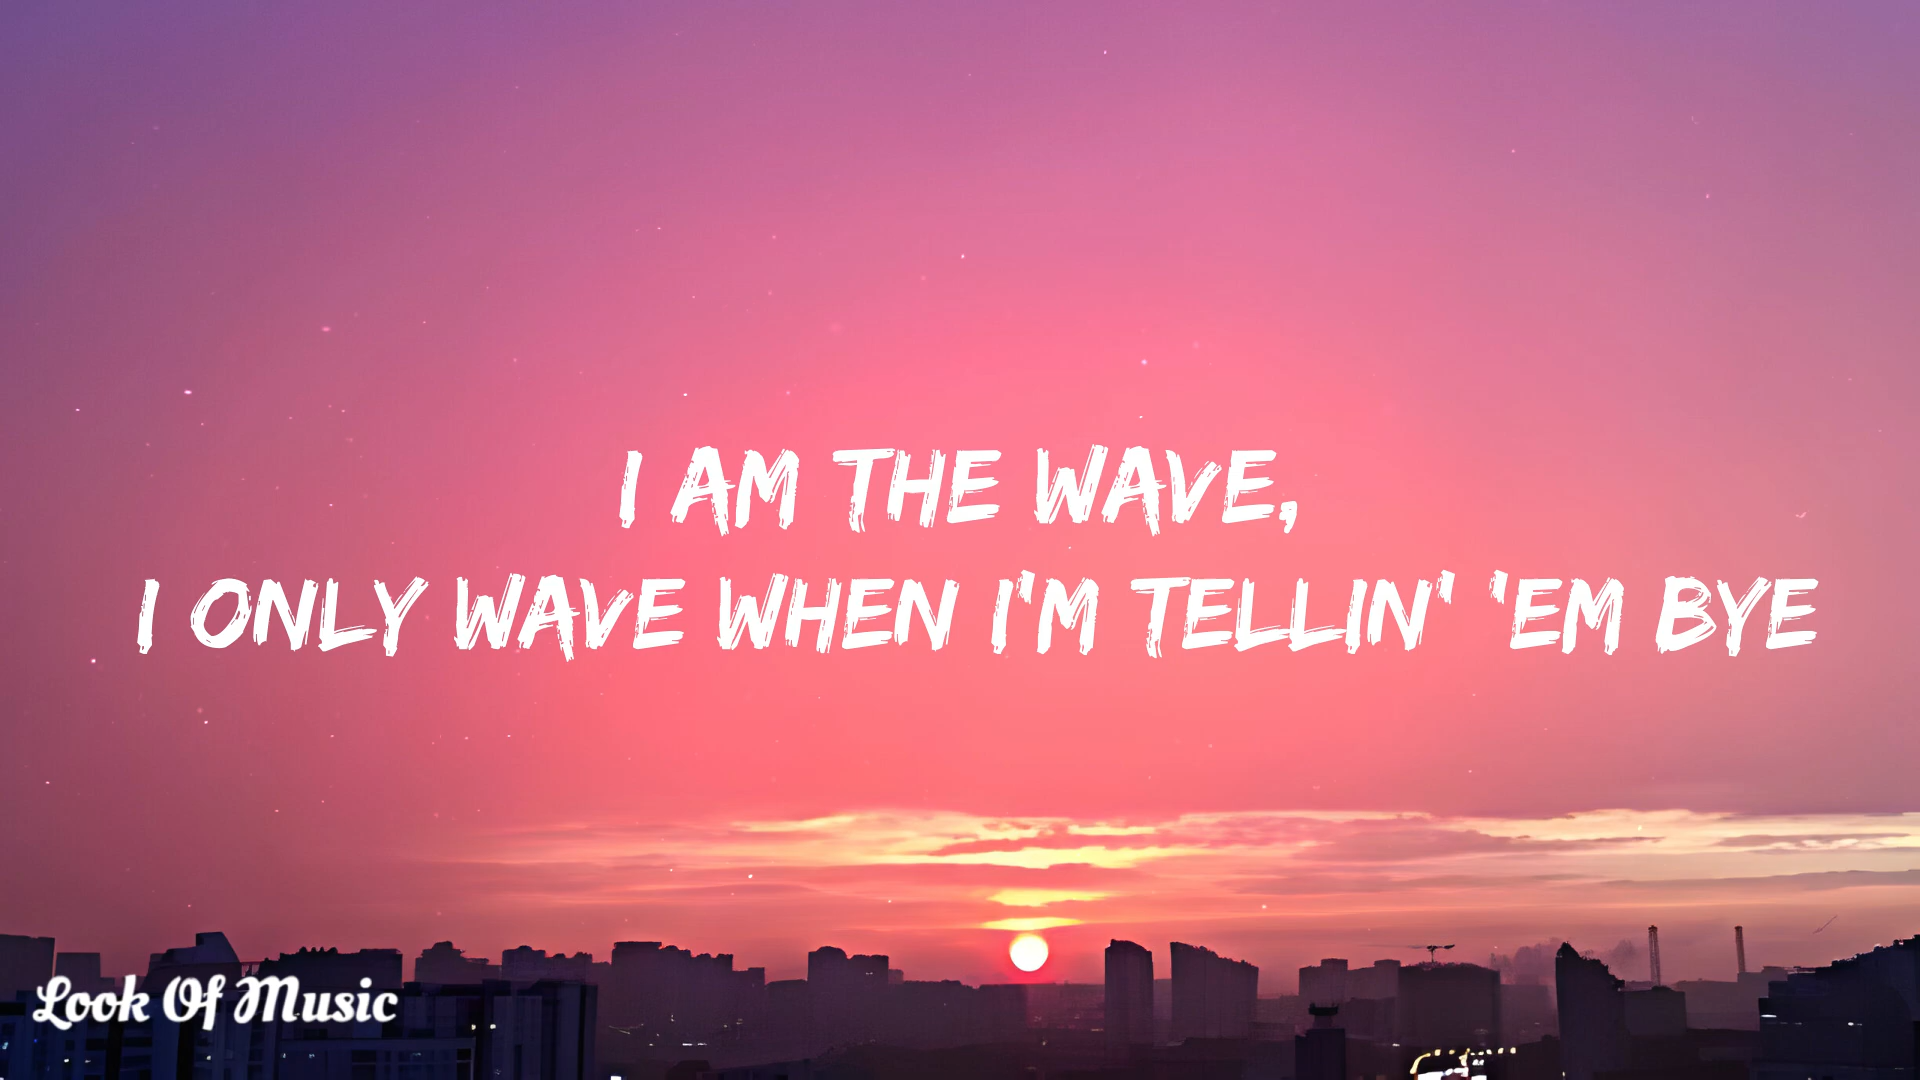 I AM THE WAVE,
I ONLY WAVE WHEN I'M TELLIN' 'EM BYE
Look Of Music